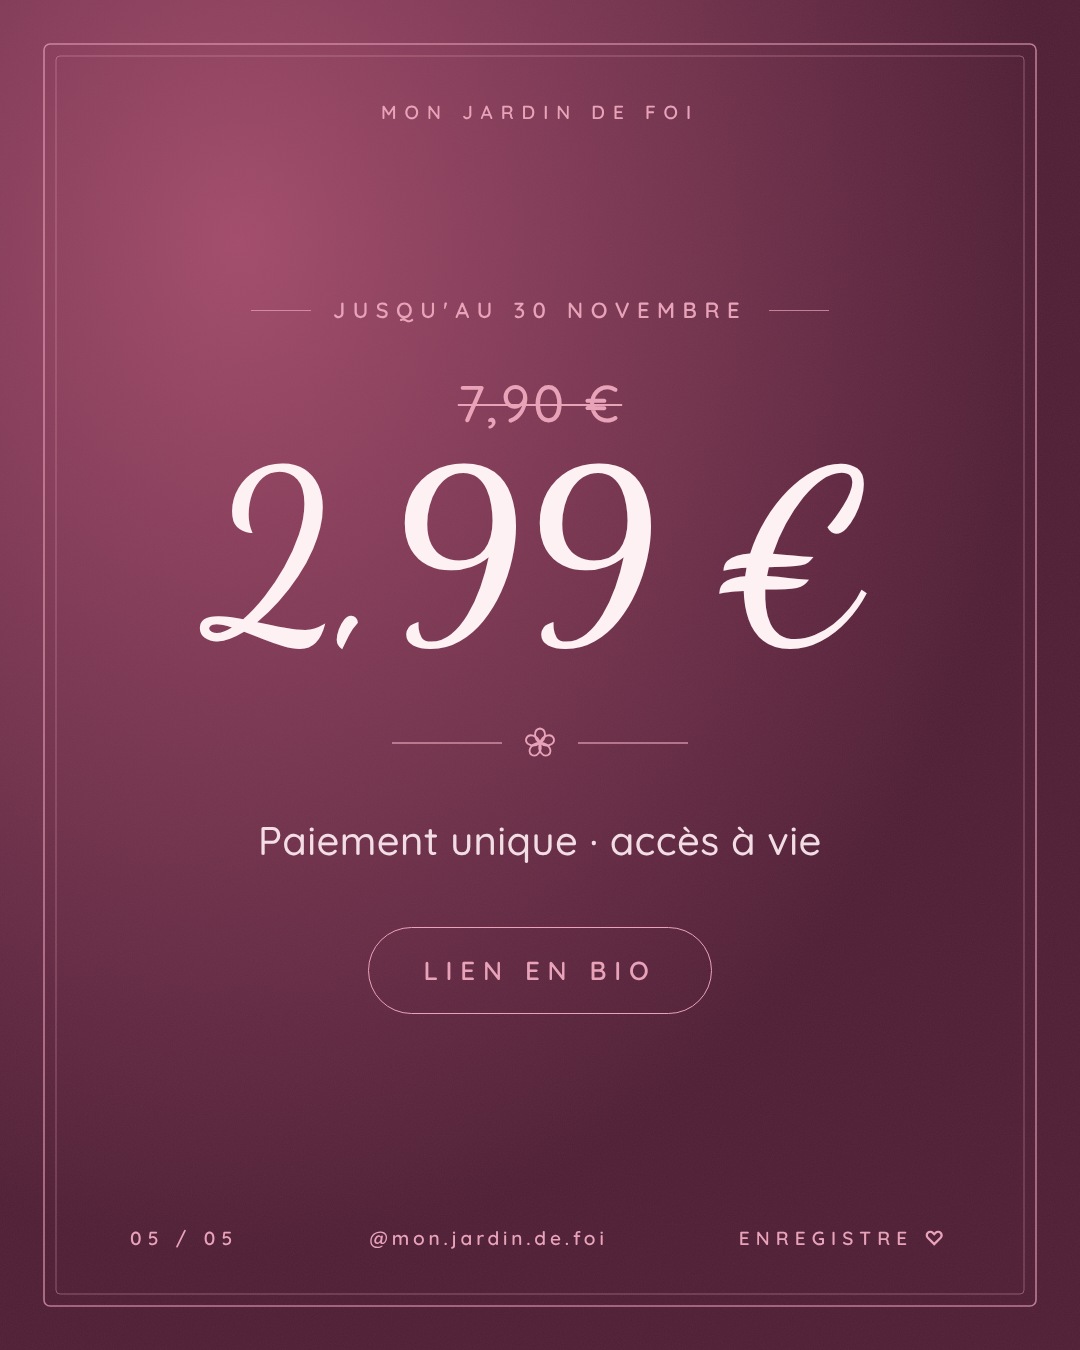 MON JARDIN DE FOI
JUSQU'AU 30 NOVEMBRE
7,90 €
2,99 €
Paiement unique · accès à vie
LIEN EN BIO
05 / 05
@mon.jardin.de.foi
ENREGISTRE ♡